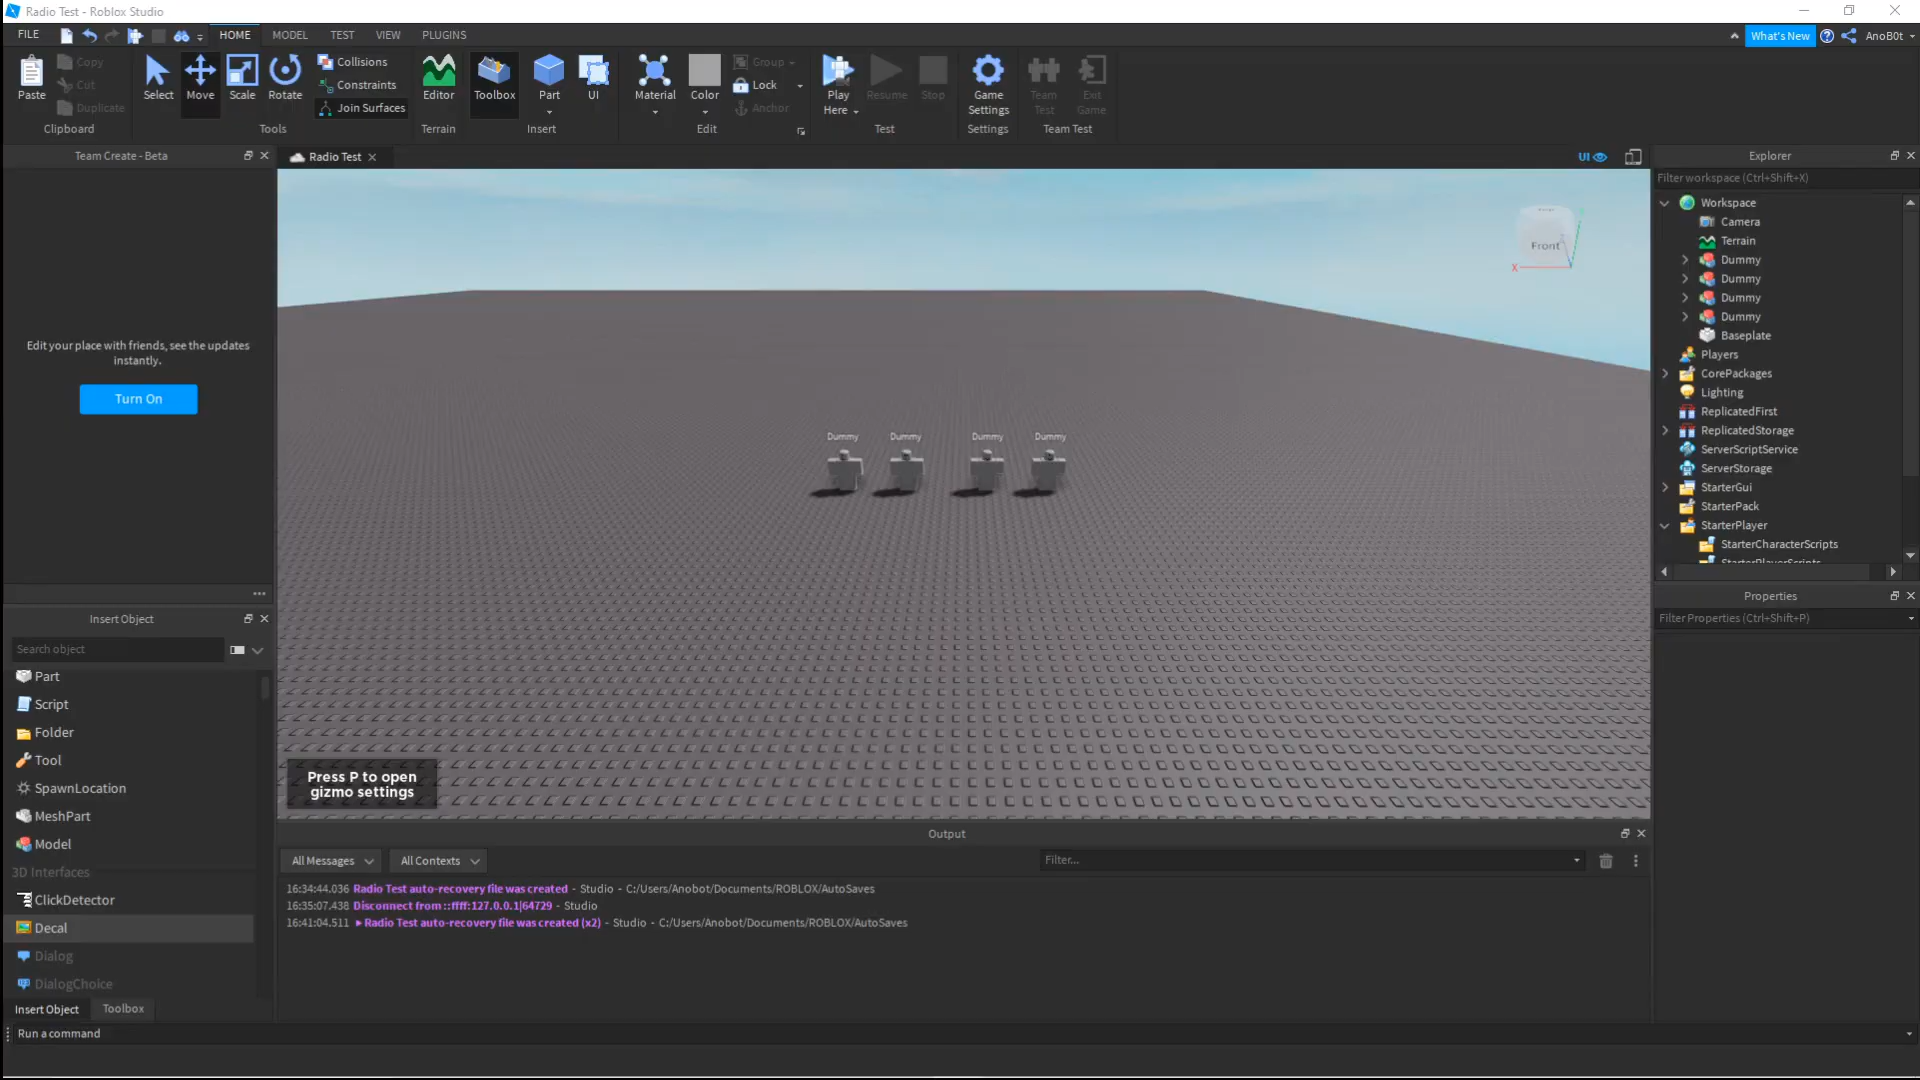 Radio Test - Roblox Studio
FILE
HOME
MODEL
TEST
VIEW
PLUGINS
What's New
AnoB0t
Paste
Copy
Cut
Duplicate
Clipboard
Select
Move
Scale
Rotate
Collisions
Constraints
Join Surfaces
Tools
Editor
Terrain
Toolbox
Part
UI
Insert
Material
Color
Group
Lock
Anchor
Edit
Play
Here
Resume
Stop
Test
Game
Settings
Settings
Team
Test
Exit
Game
Team Test
Team Create - Beta
Edit your place with friends, see the updates
instantly.
Turn On
Radio Test
UI
Front
X
Dummy
Dummy
Dummy
Dummy
Press P to open
gizmo settings
Explorer
Filter workspace (Ctrl+Shift+X)
Workspace
Camera
Terrain
Dummy
Dummy
Dummy
Dummy
Baseplate
Players
CorePackages
Lighting
ReplicatedFirst
ReplicatedStorage
ServerScriptService
ServerStorage
StarterGui
StarterPack
StarterPlayer
StarterCharacterScripts
StarterPlayerScripts
Properties
Filter Properties (Ctrl+Shift+P)
Insert Object
Search object
Part
Script
Folder
Tool
SpawnLocation
MeshPart
Model
3D Interfaces
ClickDetector
Decal
Dialog
DialogChoice
Insert Object
Toolbox
Output
All Messages
All Contexts
Filter...
16:34:44.036 Radio Test auto-recovery file was created - Studio - C:/Users/Anobot/Documents/ROBLOX/AutoSaves
16:35:07.438 Disconnect from ::ffff:127.0.0.1|64729 - Studio
16:41:04.511 ▶ Radio Test auto-recovery file was created (x2) - Studio - C:/Users/Anobot/Documents/ROBLOX/AutoSaves
Run a command